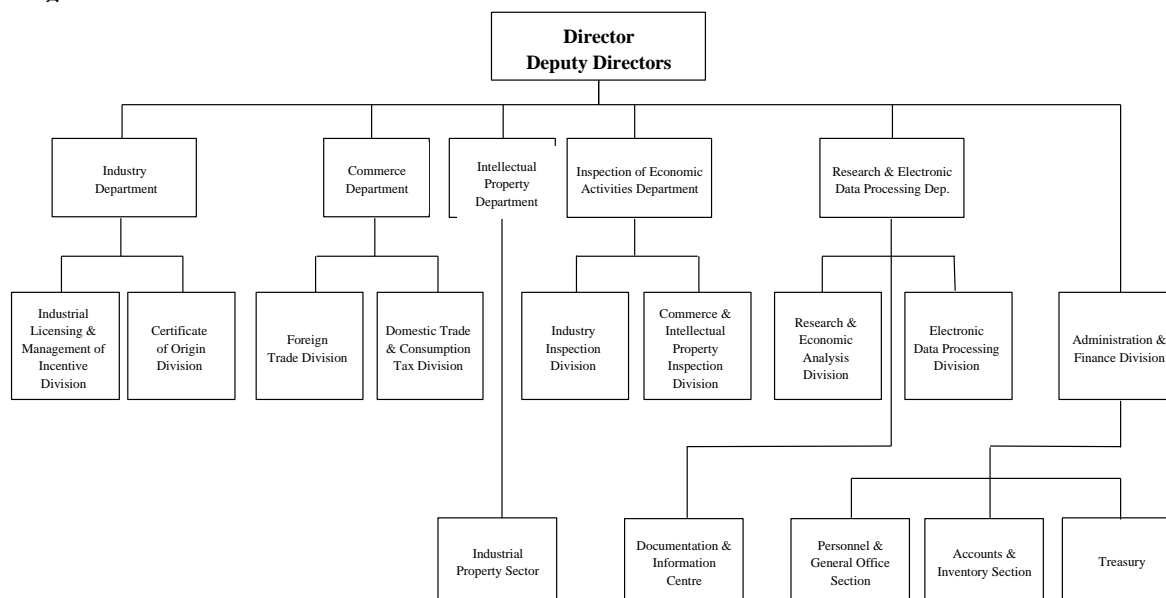 Director
Deputy Directors
Industry
Department
Commerce
Department
Intellectual
Property
Department
Inspection of Economic
Activities Department
Research & Electronic
Data Processing Dep.
Industrial
Licensing &
Management of
Incentive
Division
Certificate
of Origin
Division
Foreign
Trade Division
Domestic Trade
& Consumption
Tax Division
Industry
Inspection
Division
Commerce &
Intellectual
Property
Inspection
Division
Research &
Economic
Analysis
Division
Electronic
Data Processing
Division
Administration &
Finance Division
Industrial
Property Sector
Documentation &
Information
Centre
Personnel &
General Office
Section
Accounts &
Inventory Section
Treasury